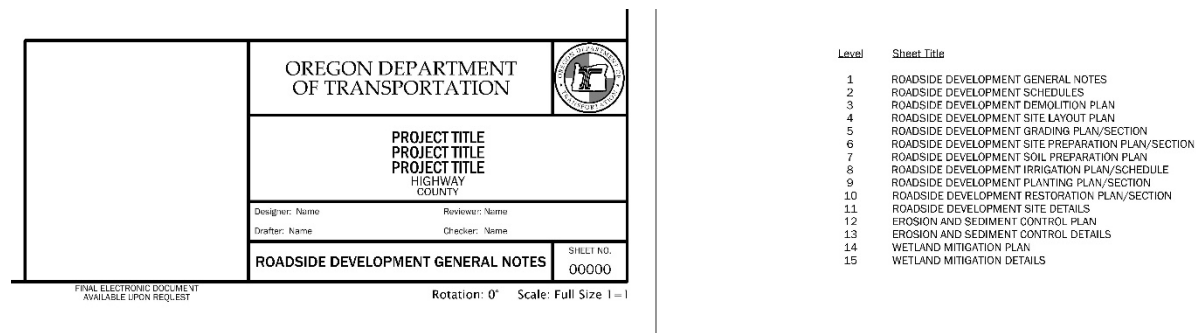 OREGON DEPARTMENT
OF TRANSPORTATION
OREGON DEPARTMENT OF TRANSPORTATION
PROJECT TITLE
PROJECT TITLE
PROJECT TITLE
HIGHWAY
COUNTY
Designer: Name Reviewer: Name
Drafter: Name Checker: Name
ROADSIDE DEVELOPMENT GENERAL NOTES
SHEET NO.
00000
FINAL ELECTRONIC DOCUMENT
AVAILABLE UPON REQUEST
Rotation: 0° Scale: Full Size 1=1
Level Sheet Title
1 ROADSIDE DEVELOPMENT GENERAL NOTES
2 ROADSIDE DEVELOPMENT SCHEDULES
3 ROADSIDE DEVELOPMENT DEMOLITION PLAN
4 ROADSIDE DEVELOPMENT SITE LAYOUT PLAN
5 ROADSIDE DEVELOPMENT GRADING PLAN/SECTION
6 ROADSIDE DEVELOPMENT SITE PREPARATION PLAN/SECTION
7 ROADSIDE DEVELOPMENT SOIL PREPARATION PLAN
8 ROADSIDE DEVELOPMENT IRRIGATION PLAN/SCHEDULE
9 ROADSIDE DEVELOPMENT PLANTING PLAN/SECTION
10 ROADSIDE DEVELOPMENT RESTORATION PLAN/SECTION
11 ROADSIDE DEVELOPMENT SITE DETAILS
12 EROSION AND SEDIMENT CONTROL PLAN
13 EROSION AND SEDIMENT CONTROL DETAILS
14 WETLAND MITIGATION PLAN
15 WETLAND MITIGATION DETAILS